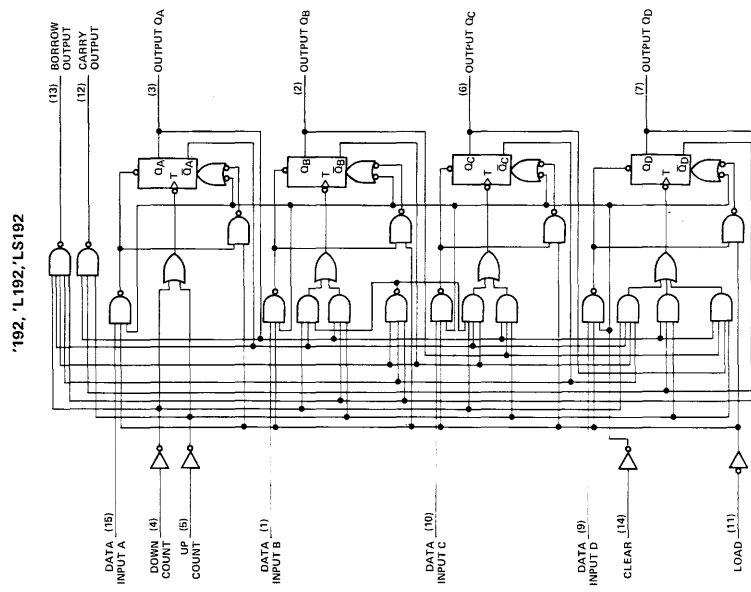 '192, 'L192, 'LS192
(13) BORROW
OUTPUT
(12) CARRY
OUTPUT
(3) OUTPUT QA
QA
T
Q̅A
DATA (15)
INPUT A
DOWN (4)
COUNT
UP (5)
COUNT
(2) OUTPUT QB
QB
T
Q̅B
DATA (1)
INPUT B
(6) OUTPUT QC
QC
T
Q̅C
DATA (10)
INPUT C
(7) OUTPUT QD
QD
T
Q̅D
DATA (9)
INPUT D
CLEAR (14)
LOAD (11)